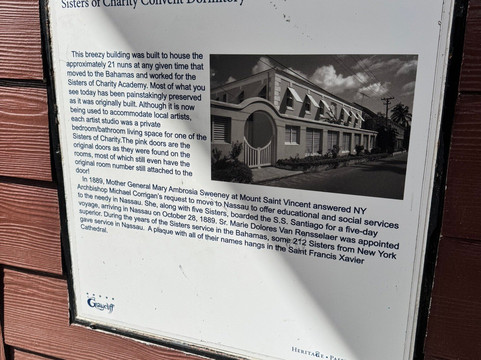 Sisters of Charity Convent Dormitory
This breezy building was built to house the
approximately 21 nuns at any given time that
moved to the Bahamas and worked for the
Sisters of Charity Academy. Most of what you
see today has been painstakingly preserved
as it was originally built. Although it is now
being used to accommodate local artists,
each artist studio was a private
bedroom/bathroom living space for one of the
Sisters of Charity.The pink doors are the
original doors as they were found on the
rooms, most of which still even have the
original room number still attached to the
door!
In 1889, Mother General Mary Ambrosia Sweeney at Mount Saint Vincent answered NY
Archbishop Michael Corrigan's request to move to Nassau to offer educational and social services
to the needy in Nassau. She, along with five Sisters, boarded the S.S. Santiago for a five-day
voyage, arriving in Nassau on October 28, 1889. Sr. Marie Dolores Van Rensselaer was appointed
superior. During the years of the Sisters service in the Bahamas, some 212 Sisters from New York
gave service in Nassau. A plaque with all of their names hangs in the Saint Francis Xavier
Cathedral.
Graycliff
HERITAGE